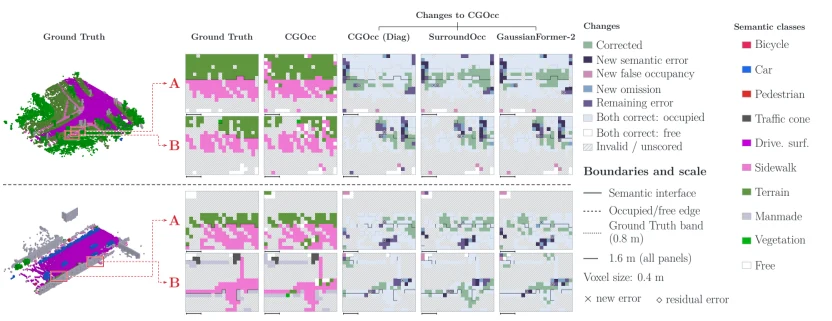 Changes to CGOcc
Ground Truth
Ground Truth
CGOcc
CGOcc (Diag)
SurroundOcc
GaussianFormer-2
A
B
A
B
Changes
Corrected
New semantic error
New false occupancy
New omission
Remaining error
Both correct: occupied
Both correct: free
Invalid / unscored
Boundaries and scale
Semantic interface
Occupied/free edge
Ground Truth band
(0.8 m)
1.6 m (all panels)
Voxel size: 0.4 m
× new error
◇ residual error
Semantic classes
Bicycle
Car
Pedestrian
Traffic cone
Drive. surf.
Sidewalk
Terrain
Manmade
Vegetation
Free